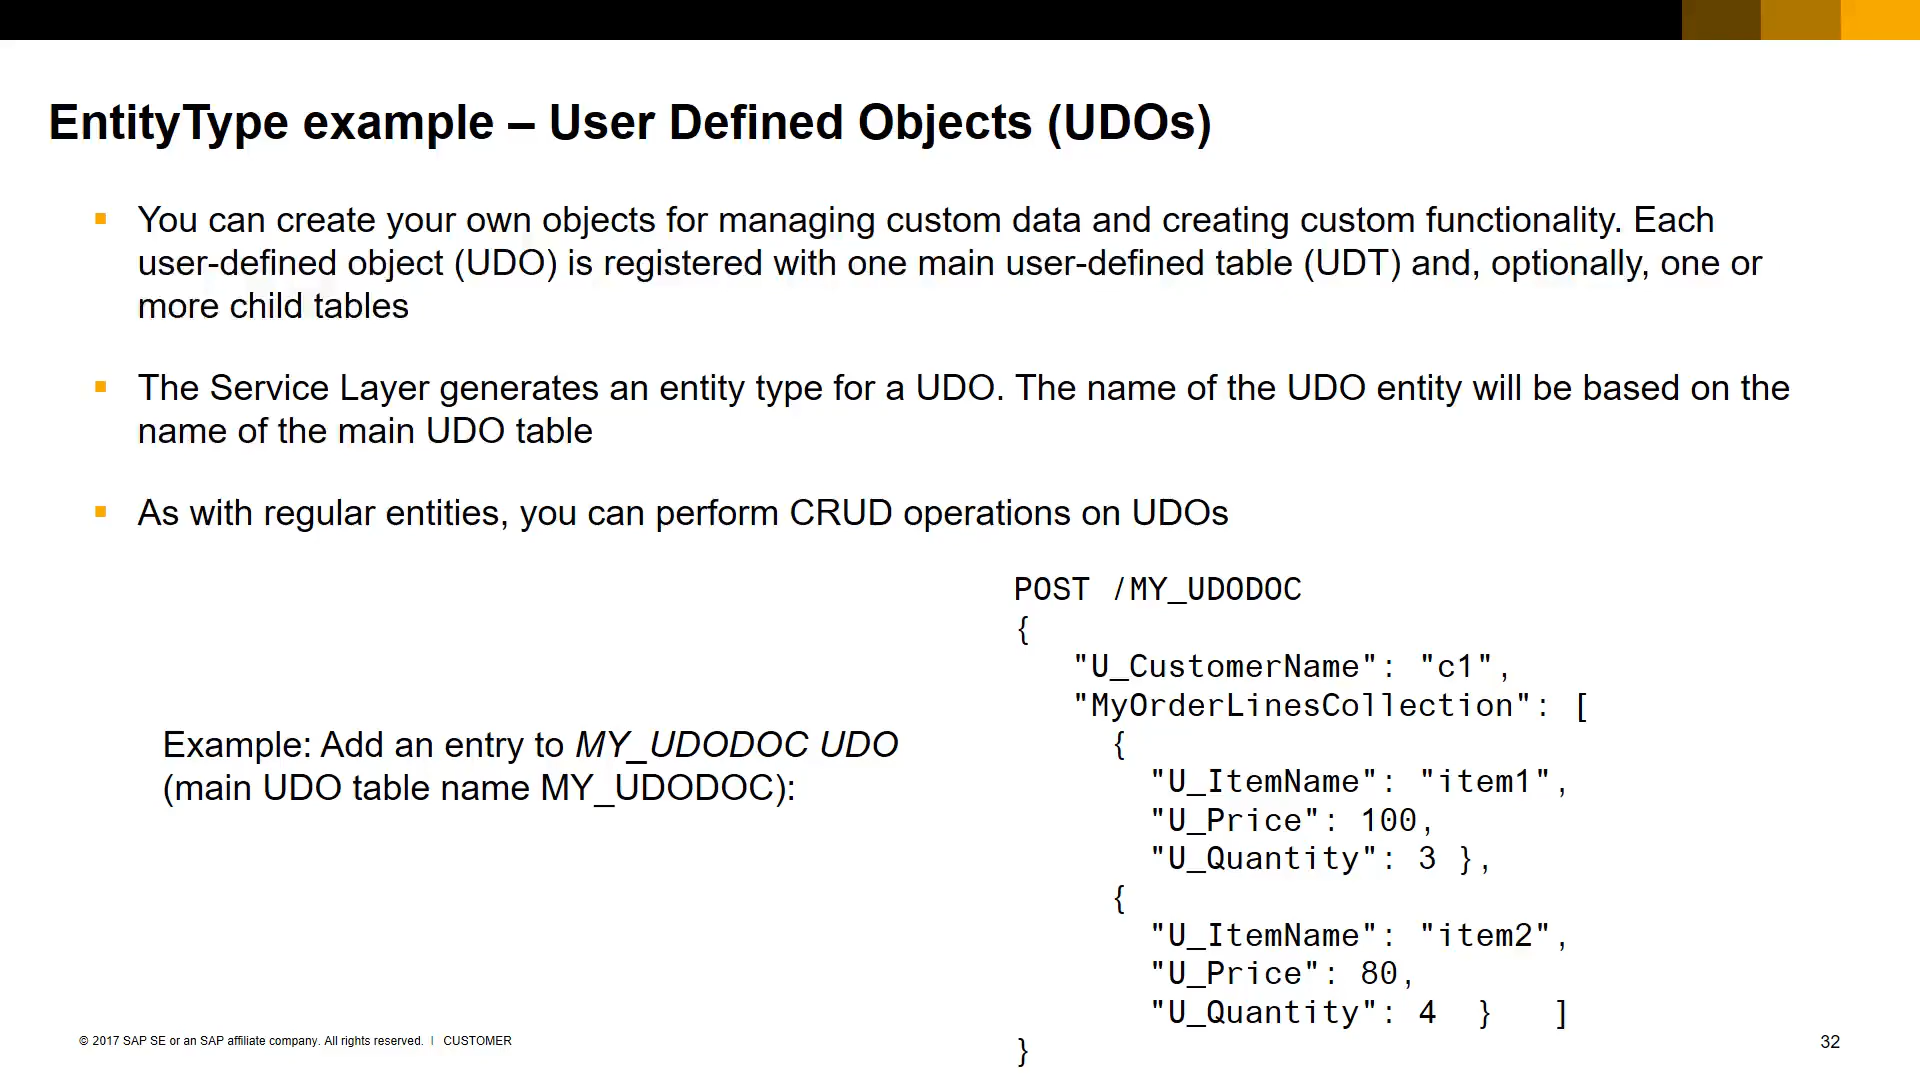 EntityType example – User Defined Objects (UDOs)
You can create your own objects for managing custom data and creating custom functionality. Each
user-defined object (UDO) is registered with one main user-defined table (UDT) and, optionally, one or
more child tables
The Service Layer generates an entity type for a UDO. The name of the UDO entity will be based on the
name of the main UDO table
As with regular entities, you can perform CRUD operations on UDOs
Example: Add an entry to MY_UDODOC UDO
(main UDO table name MY_UDODOC):
POST /MY_UDODOC
{
"U_CustomerName": "c1",
"MyOrderLinesCollection": [
{
"U_ItemName": "item1",
"U_Price": 100,
"U_Quantity": 3 },
{
"U_ItemName": "item2",
"U_Price": 80,
"U_Quantity": 4 } ]
}
© 2017 SAP SE or an SAP affiliate company. All rights reserved. | CUSTOMER
32